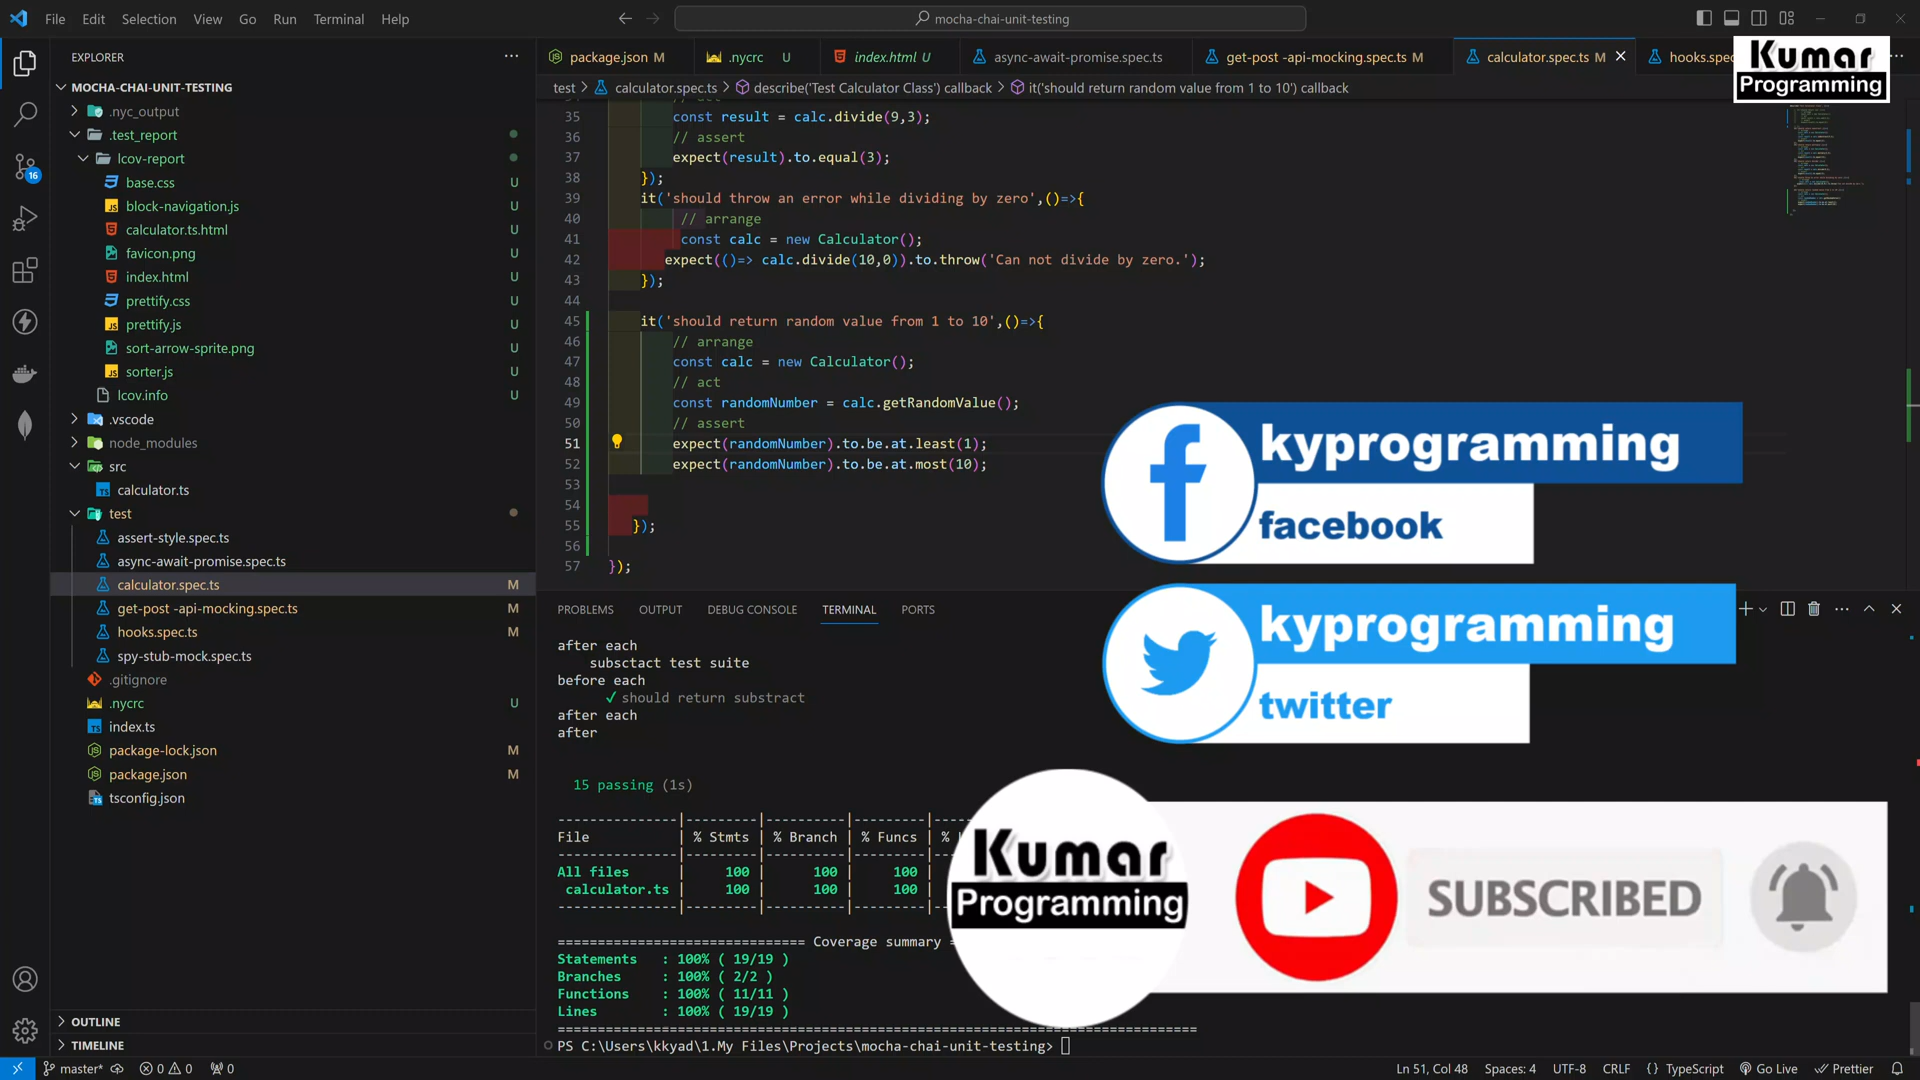 File Edit Selection View Go Run Terminal Help
mocha-chai-unit-testing
EXPLORER
package.json M
.nycrc U
index.html U
async-await-promise.spec.ts
get-post -api-mocking.spec.ts M
calculator.spec.ts M
hooks.spec
Kumar
Programming
test
calculator.spec.ts
describe('Test Calculator Class') callback
it('should return random value from 1 to 10') callback
MOCHA-CHAI-UNIT-TESTING
.nyc_output
.test_report
lcov-report
base.css U
block-navigation.js U
calculator.ts.html U
favicon.png U
index.html U
prettify.css U
prettify.js U
sort-arrow-sprite.png U
sorter.js U
lcov.info U
.vscode
node_modules
src
calculator.ts
test
assert-style.spec.ts
async-await-promise.spec.ts
calculator.spec.ts M
get-post -api-mocking.spec.ts M
hooks.spec.ts M
spy-stub-mock.spec.ts
.gitignore
.nycrc U
index.ts
package-lock.json M
package.json M
tsconfig.json
OUTLINE
TIMELINE
16
35 const result = calc.divide(9,3);
36 // assert
37 expect(result).to.equal(3);
38 });
39 it('should throw an error while dividing by zero',()=>{
40 // arrange
41 const calc = new Calculator();
42 expect(()=> calc.divide(10,0)).to.throw('Can not divide by zero.');
43 });
44
45 it('should return random value from 1 to 10',()=>{
46 // arrange
47 const calc = new Calculator();
48 // act
49 const randomNumber = calc.getRandomValue();
50 // assert
51 expect(randomNumber).to.be.at.least(1);
52 expect(randomNumber).to.be.at.most(10);
53
54
55 });
56
57 });
kyprogramming
facebook
kyprogramming
twitter
PROBLEMS OUTPUT DEBUG CONSOLE TERMINAL PORTS
after each
subsctact test suite
before each
✓ should return substract
after each
after
15 passing (1s)
---------------|---------|----------|---------|----
File | % Stmts | % Branch | % Funcs | %
---------------|---------|----------|---------|----
All files | 100 | 100 | 100 |
calculator.ts | 100 | 100 | 100 |
---------------|---------|----------|---------|----
=============================== Coverage summary =
Statements : 100% ( 19/19 )
Branches : 100% ( 2/2 )
Functions : 100% ( 11/11 )
Lines : 100% ( 19/19 )
================================================================================
PS C:\Users\kkyad\1.My Files\Projects\mocha-chai-unit-testing>
Kumar
Programming
SUBSCRIBED
master* 0 0 0
Ln 51, Col 48 Spaces: 4 UTF-8 CRLF {} TypeScript Go Live Prettier